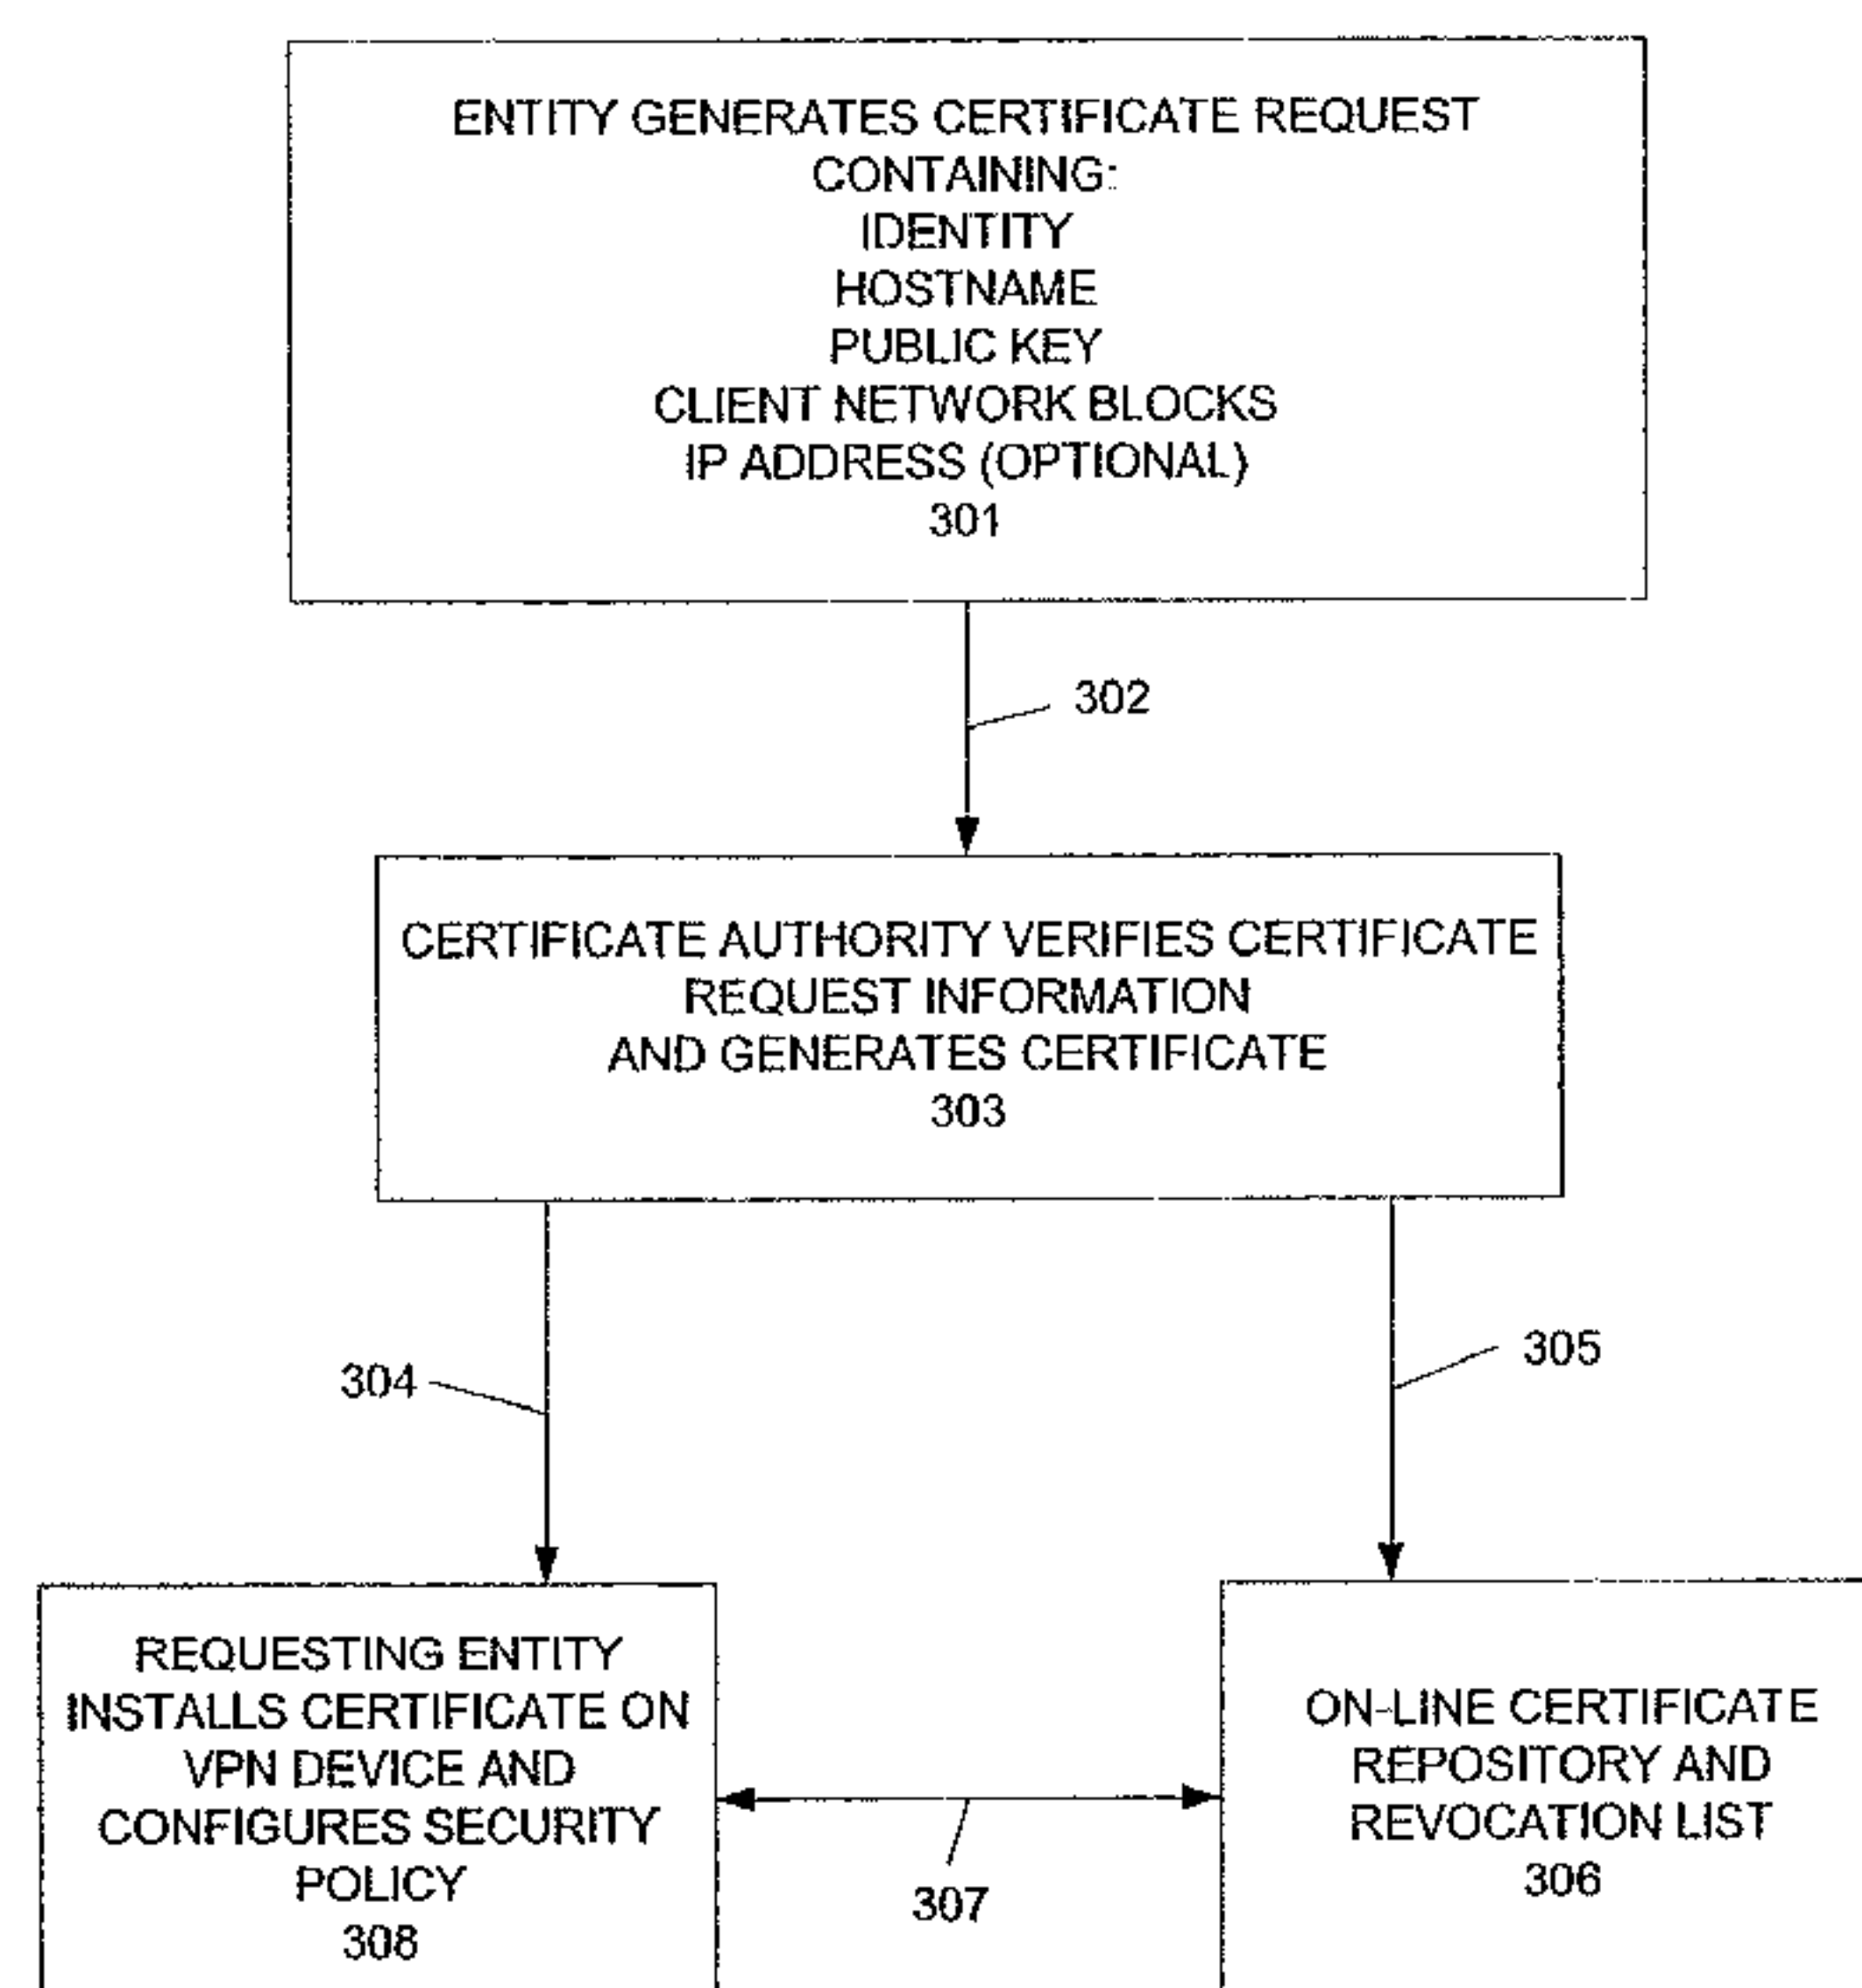 ENTITY GENERATES CERTIFICATE REQUEST
CONTAINING:
IDENTITY
HOSTNAME
PUBLIC KEY
CLIENT NETWORK BLOCKS
IP ADDRESS (OPTIONAL)
301
302
CERTIFICATE AUTHORITY VERIFIES CERTIFICATE
REQUEST INFORMATION
AND GENERATES CERTIFICATE
303
304
305
REQUESTING ENTITY
INSTALLS CERTIFICATE ON
VPN DEVICE AND
CONFIGURES SECURITY
POLICY
308
307
ON-LINE CERTIFICATE
REPOSITORY AND
REVOCATION LIST
306